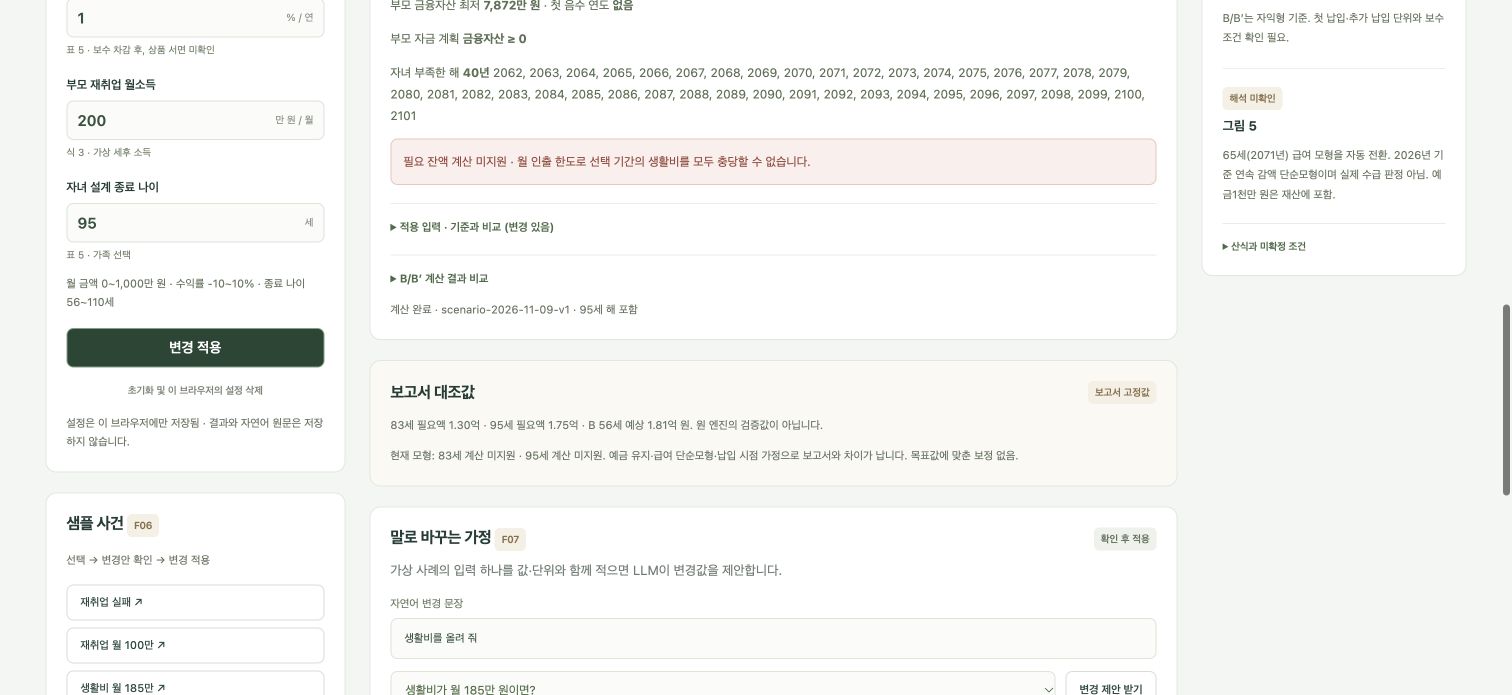 1 % / 연
표 5 · 보수 차감 후, 상품 서면 미확인
부모 재취업 월소득
200 만 원 / 월
식 3 · 가상 세후 소득
자녀 설계 종료 나이
95 세
표 5 · 가족 선택
월 금액 0~1,000만 원 · 수익률 -10~10% · 종료 나이
56~110세
변경 적용
초기화 및 이 브라우저의 설정 삭제
설정은 이 브라우저에만 저장됨 · 결과와 자연어 원문은 저장
하지 않습니다.
샘플 사건 F06
선택 → 변경안 확인 → 변경 적용
재취업 실패 ↗
재취업 월 100만 ↗
생활비 월 185만 ↗
부모 금융자산 최저 7,872만 원 · 첫 음수 연도 없음
부모 자금 계획 금융자산 ≥ 0
자녀 부족한 해 40년 2062, 2063, 2064, 2065, 2066, 2067, 2068, 2069, 2070, 2071, 2072, 2073, 2074, 2075, 2076, 2077, 2078, 2079,
2080, 2081, 2082, 2083, 2084, 2085, 2086, 2087, 2088, 2089, 2090, 2091, 2092, 2093, 2094, 2095, 2096, 2097, 2098, 2099, 2100,
2101
필요 잔액 계산 미지원 · 월 인출 한도로 선택 기간의 생활비를 모두 충당할 수 없습니다.
▸ 적용 입력 · 기준과 비교 (변경 있음)
▸ B/B′ 계산 결과 비교
계산 완료 · scenario-2026-11-09-v1 · 95세 해 포함
보고서 대조값 보고서 고정값
83세 필요액 1.30억 · 95세 필요액 1.75억 · B 56세 예상 1.81억 원. 원 엔진의 검증값이 아닙니다.
현재 모형: 83세 계산 미지원 · 95세 계산 미지원. 예금 유지·급여 단순모형·납입 시점 가정으로 보고서와 차이가 납니다. 목표값에 맞춘 보정 없음.
말로 바꾸는 가정 F07 확인 후 적용
가상 사례의 입력 하나를 값·단위와 함께 적으면 LLM이 변경값을 제안합니다.
자연어 변경 문장
생활비를 올려 줘
생활비가 월 185만 원이면? 변경 제안 받기
B/B′는 자익형 기준. 첫 납입·추가 납입 단위와 보수
조건 확인 필요.
해석 미확인
그림 5
65세(2071년) 급여 모형을 자동 전환. 2026년 기
준 연속 감액 단순모형이며 실제 수급 판정 아님. 예
금1천만 원은 재산에 포함.
▸ 산식과 미확정 조건